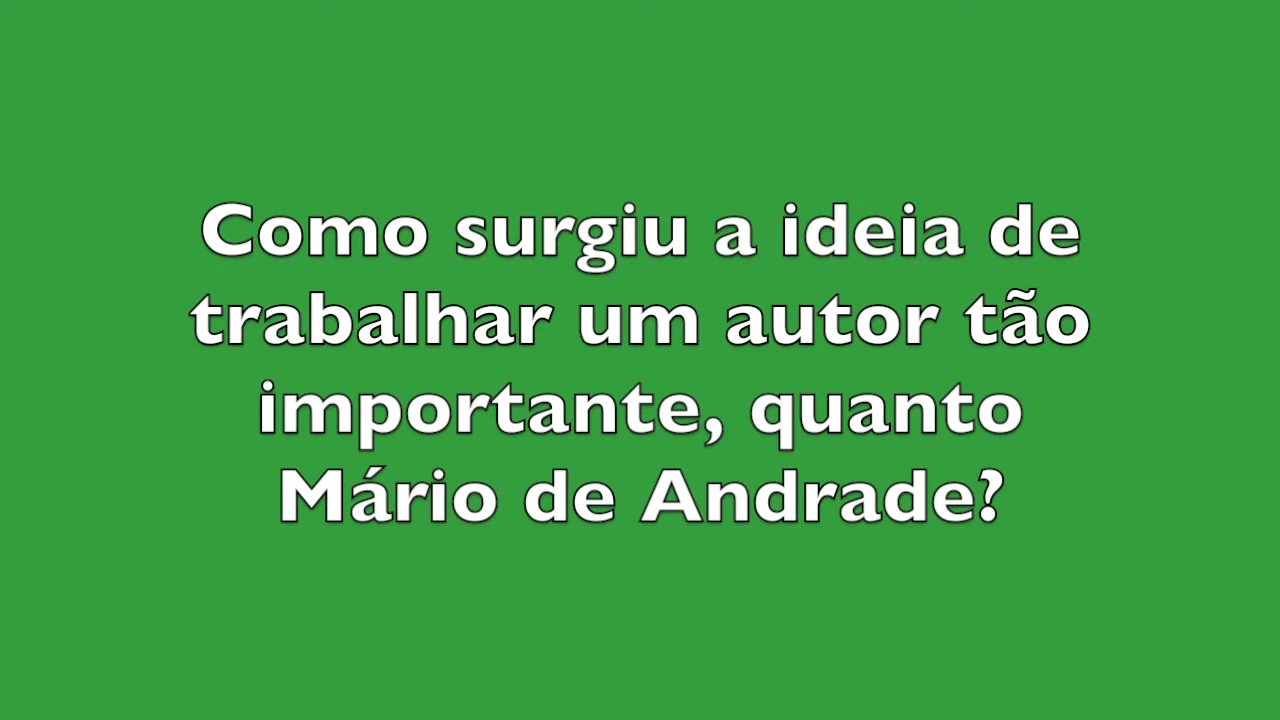 Como surgiu a ideia de
trabalhar um autor tão
importante, quanto
Mário de Andrade?